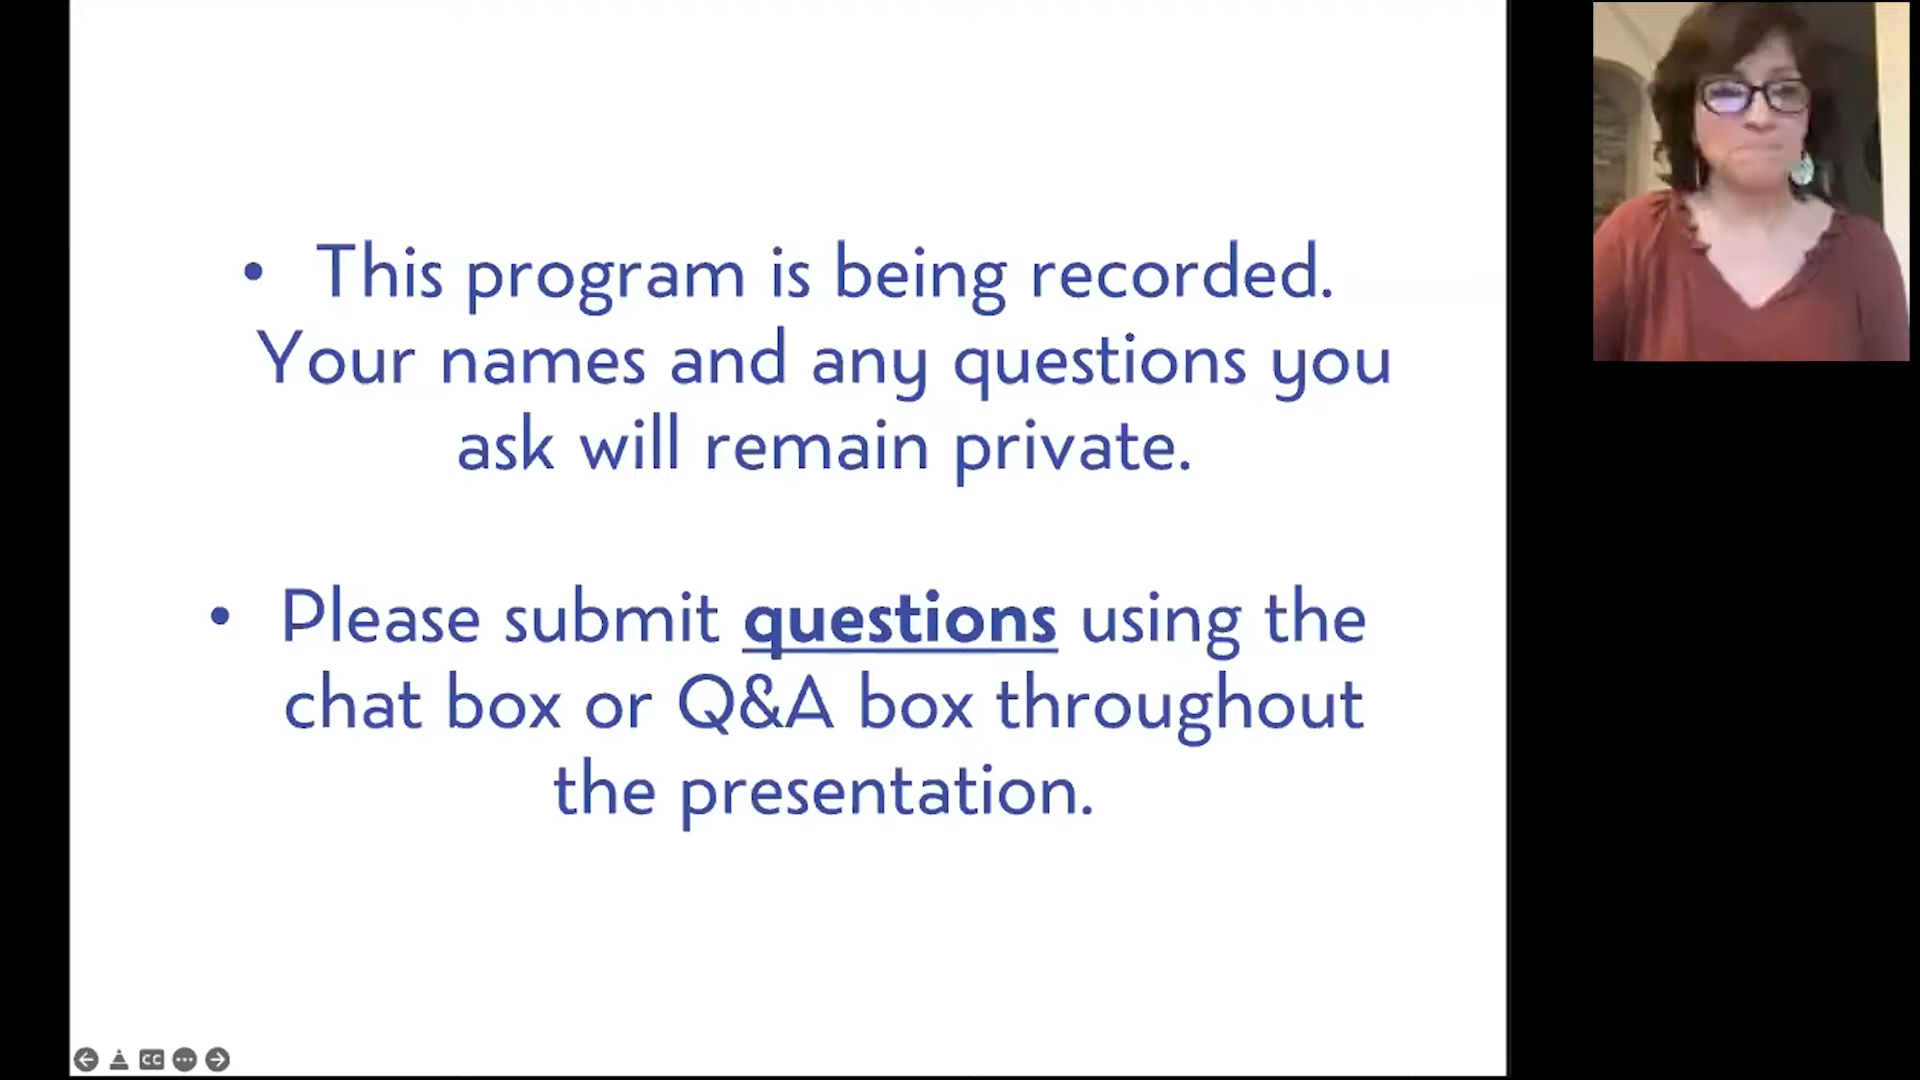 • This program is being recorded.
Your names and any questions you
ask will remain private.
• Please submit questions using the
chat box or Q&A box throughout
the presentation.
CC